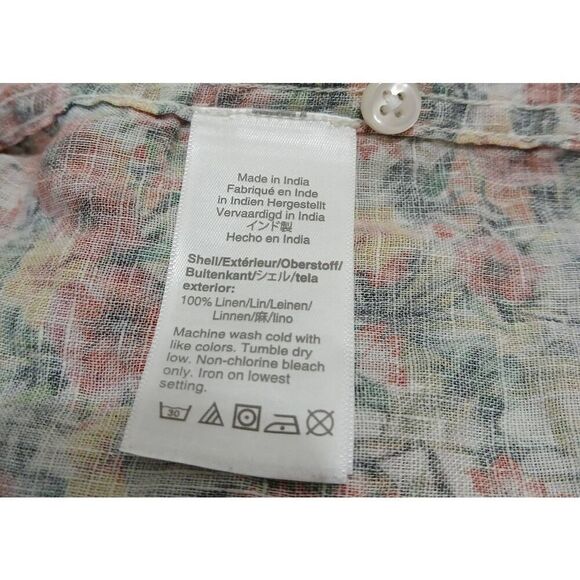 Made in India
Fabriqué en Inde
in Indien Hergestellt
Vervaardigd in India
インド製
Hecho en India
Shell/Extérieur/Oberstoff/
Buitenkant/シェル/tela
exterior:
100% Linen/Lin/Leinen/
Linnen/麻/lino
Machine wash cold with
like colors. Tumble dry
low. Non-chlorine bleach
only. Iron on lowest
setting.
30